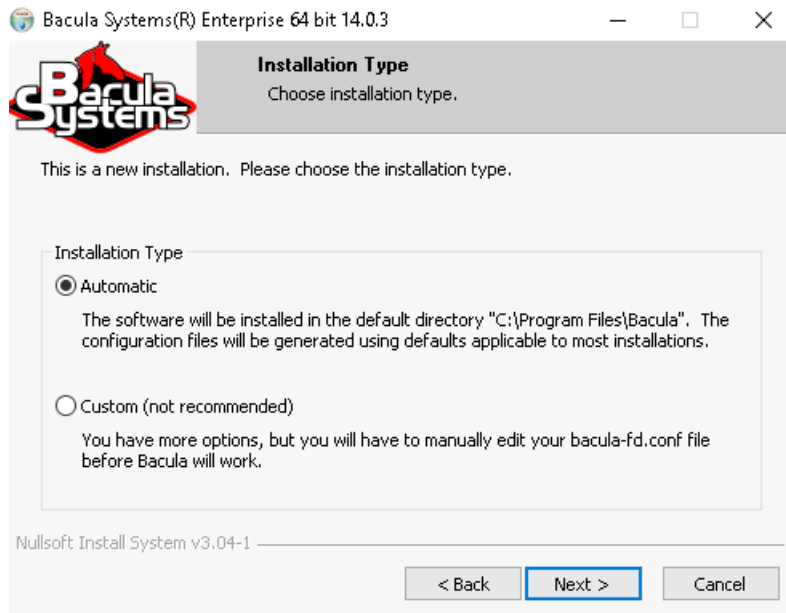 Bacula Systems(R) Enterprise 64 bit 14.0.3
Bacula
Systems
Installation Type
Choose installation type.
This is a new installation.  Please choose the installation type.
Installation Type
Automatic
The software will be installed in the default directory "C:\Program Files\Bacula".  The
configuration files will be generated using defaults applicable to most installations.
Custom (not recommended)
You have more options, but you will have to manually edit your bacula-fd.conf file
before Bacula will work.
Nullsoft Install System v3.04-1
< Back
Next >
Cancel